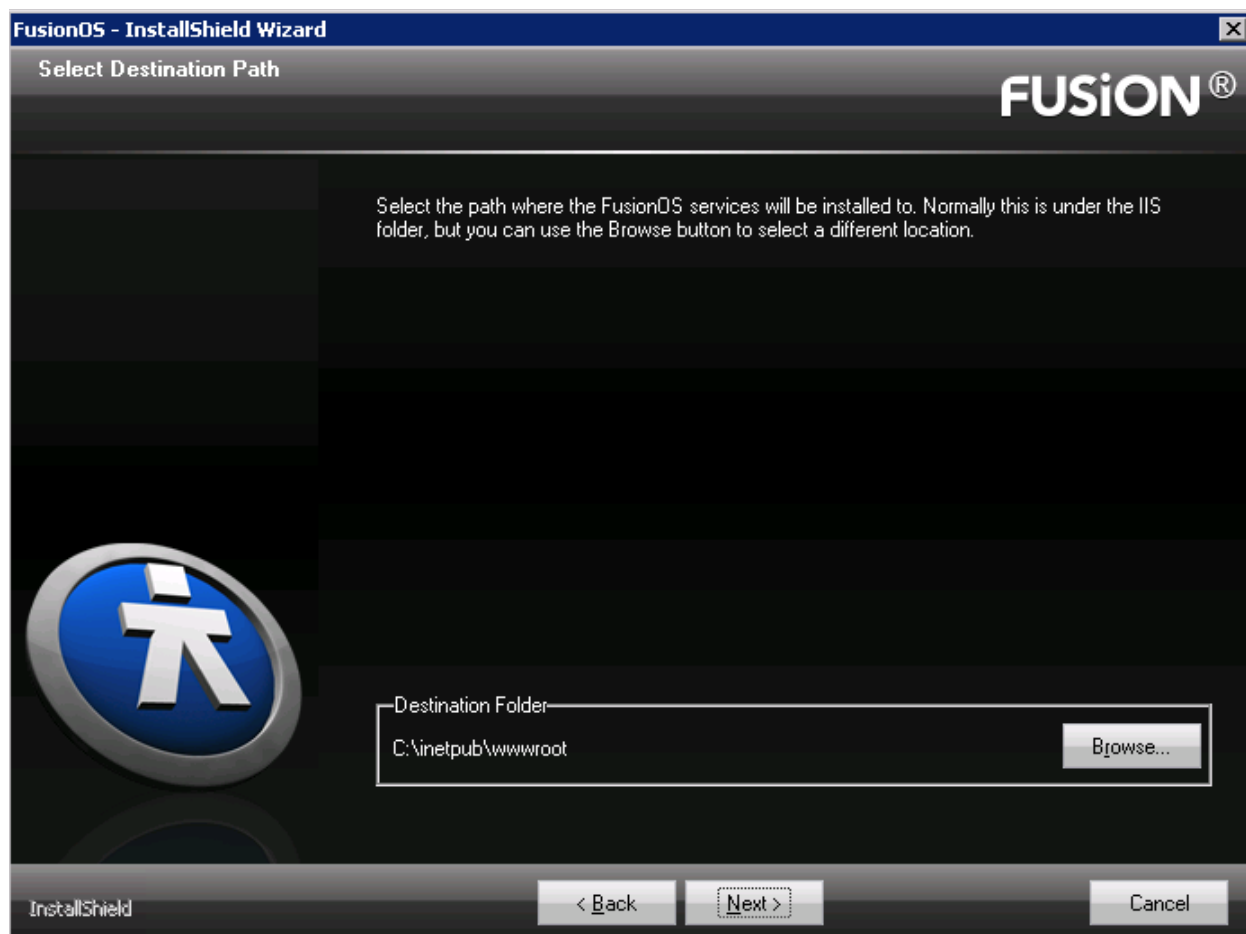 FusionOS - InstallShield Wizard
Select Destination Path
FUSiON®
Select the path where the FusionOS services will be installed to. Normally this is under the IIS
folder, but you can use the Browse button to select a different location.
Destination Folder
C:\inetpub\wwwroot
Browse...
InstallShield
< Back
Next >
Cancel